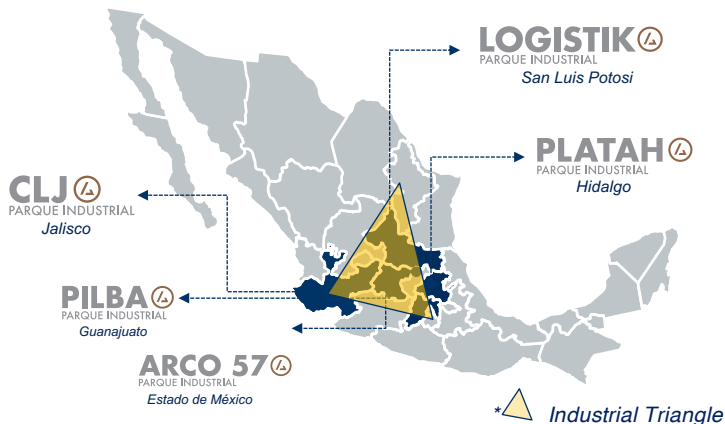 LOGISTIK
PARQUE INDUSTRIAL
San Luis Potosi
PLATAH
PARQUE INDUSTRIAL
Hidalgo
CLJ
PARQUE INDUSTRIAL
Jalisco
PILBA
PARQUE INDUSTRIAL
Guanajuato
ARCO 57
PARQUE INDUSTRIAL
Estado de México
* Industrial Triangle